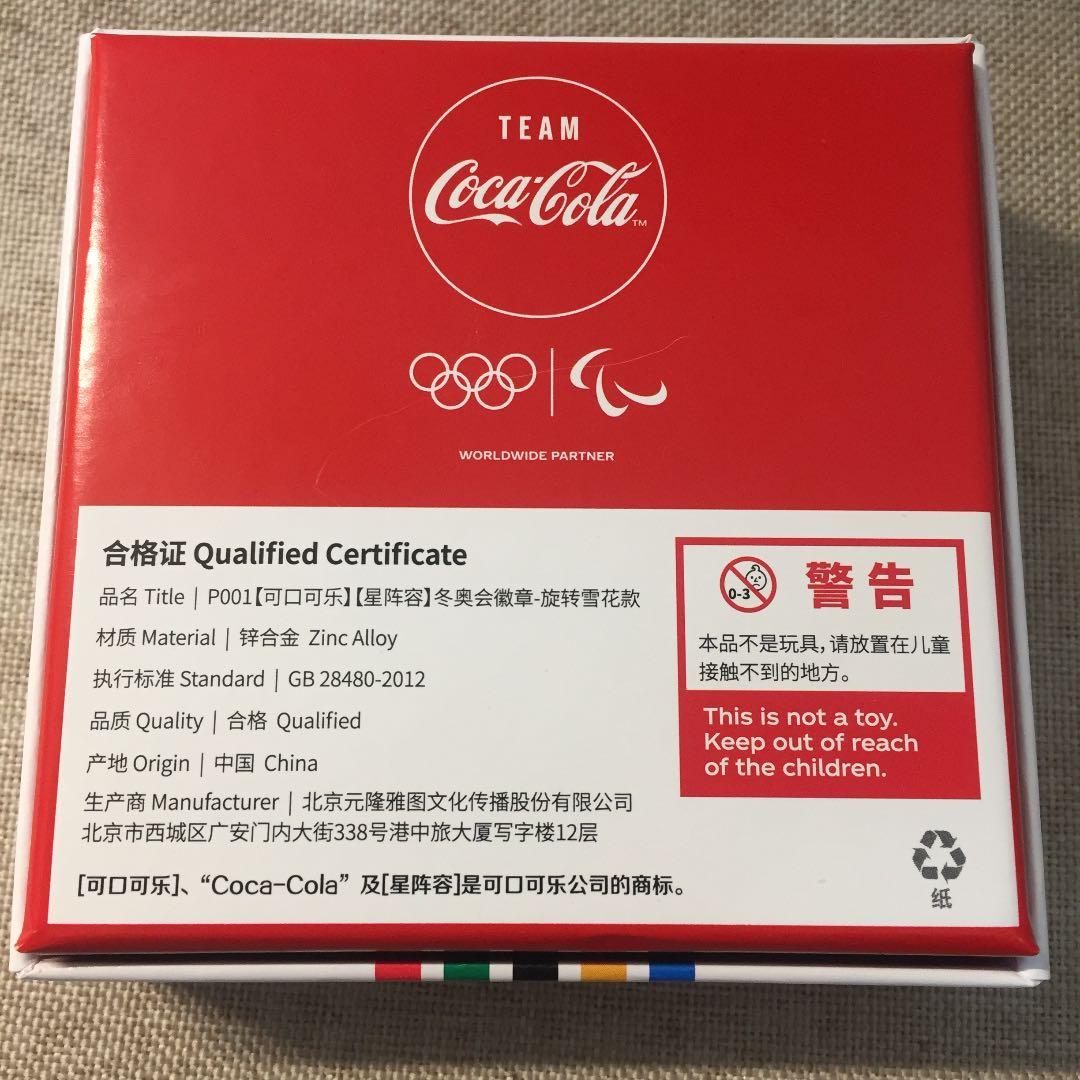 TEAM
Coca-Cola™
WORLDWIDE PARTNER
合格证 Qualified Certificate
品名 Title | P001【可口可乐】【星阵容】冬奥会徽章-旋转雪花款
材质 Material | 锌合金 Zinc Alloy
执行标准 Standard | GB 28480-2012
品质 Quality | 合格 Qualified
产地 Origin | 中国 China
生产商 Manufacturer | 北京元隆雅图文化传播股份有限公司
北京市西城区广安门内大街338号港中旅大厦写字楼12层
[可口可乐]、“Coca-Cola”及[星阵容]是可口可乐公司的商标。
0-3
警告
本品不是玩具,请放置在儿童
接触不到的地方。
This is not a toy.
Keep out of reach
of the children.
纸